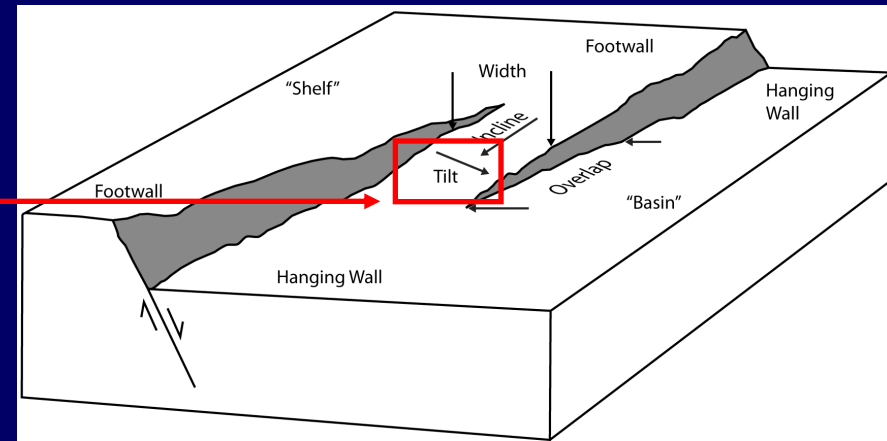 Footwall
Width
"Shelf"
Hanging
Wall
Incline
Tilt
Overlap
Footwall
"Basin"
Hanging Wall